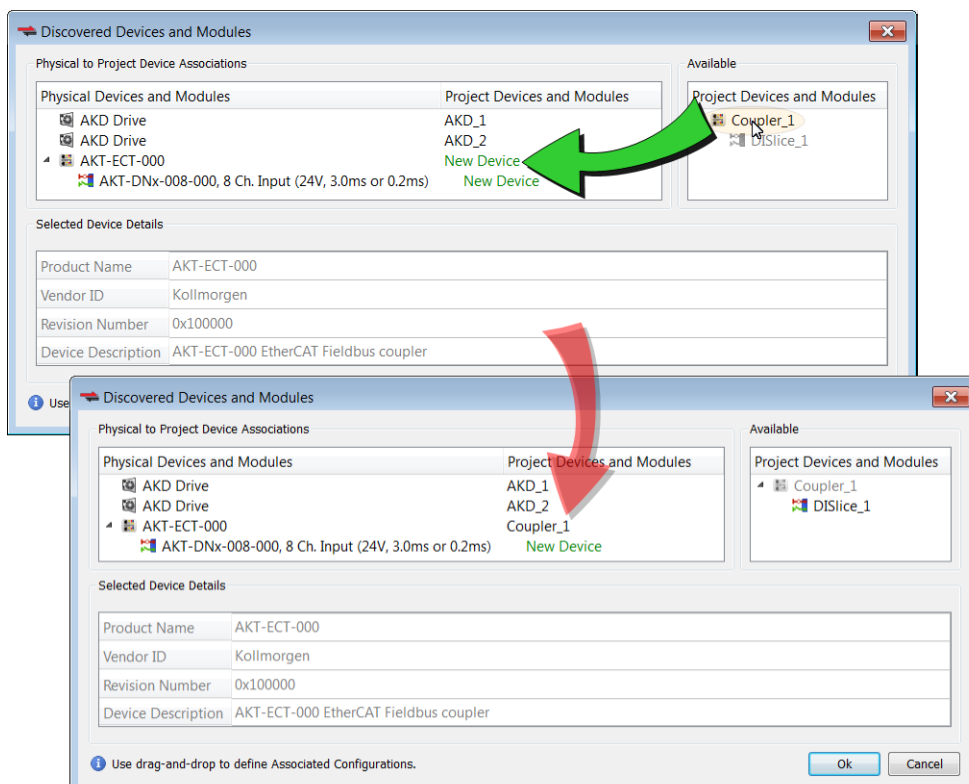 Discovered Devices and Modules
Physical to Project Device Associations
Available
Physical Devices and Modules Project Devices and Modules
Project Devices and Modules
AKD Drive AKD_1
Coupler_1
AKD Drive AKD_2
DISlice_1
AKT-ECT-000 New Device
AKT-DNx-008-000, 8 Ch. Input (24V, 3.0ms or 0.2ms) New Device
Selected Device Details
Product Name AKT-ECT-000
Vendor ID Kollmorgen
Revision Number 0x100000
Device Description AKT-ECT-000 EtherCAT Fieldbus coupler
Use
Discovered Devices and Modules
Physical to Project Device Associations
Available
Physical Devices and Modules Project Devices and Modules
Project Devices and Modules
AKD Drive AKD_1
Coupler_1
AKD Drive AKD_2
DISlice_1
AKT-ECT-000 Coupler_1
AKT-DNx-008-000, 8 Ch. Input (24V, 3.0ms or 0.2ms) New Device
Selected Device Details
Product Name AKT-ECT-000
Vendor ID Kollmorgen
Revision Number 0x100000
Device Description AKT-ECT-000 EtherCAT Fieldbus coupler
Use drag-and-drop to define Associated Configurations.
Ok Cancel